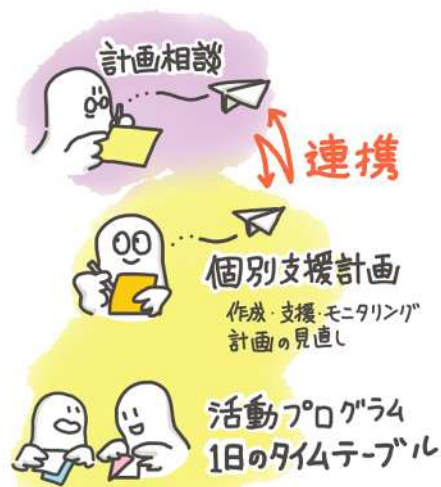 計画相談
連携
個別支援計画
作成・支援・モニタリング
計画の見直し
活動プログラム
1日のタイムテーブル